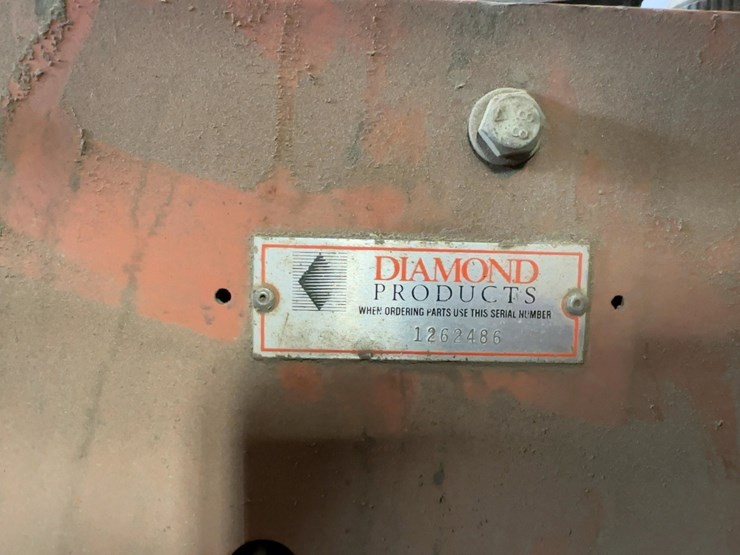 DIAMOND
PRODUCTS
WHEN ORDERING PARTS USE THIS SERIAL NUMBER
1262486